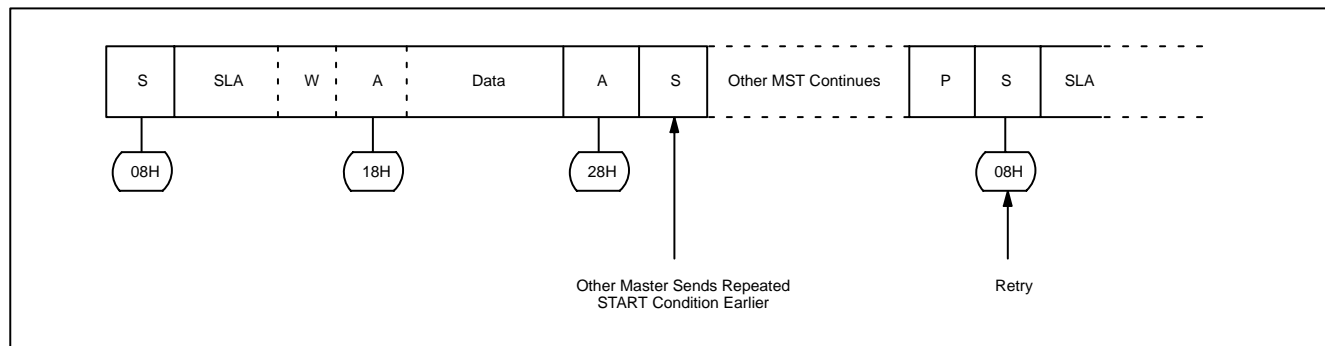 S SLA W A Data A S Other MST Continues P S SLA
08H 18H 28H 08H
Other Master Sends Repeated
START Condition Earlier
Retry